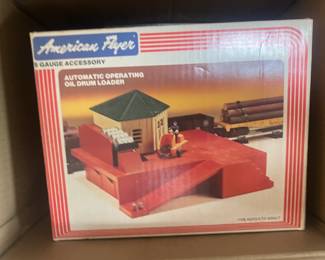 American Flyer
S GAUGE ACCESSORY
AUTOMATIC OPERATING
OIL DRUM LOADER